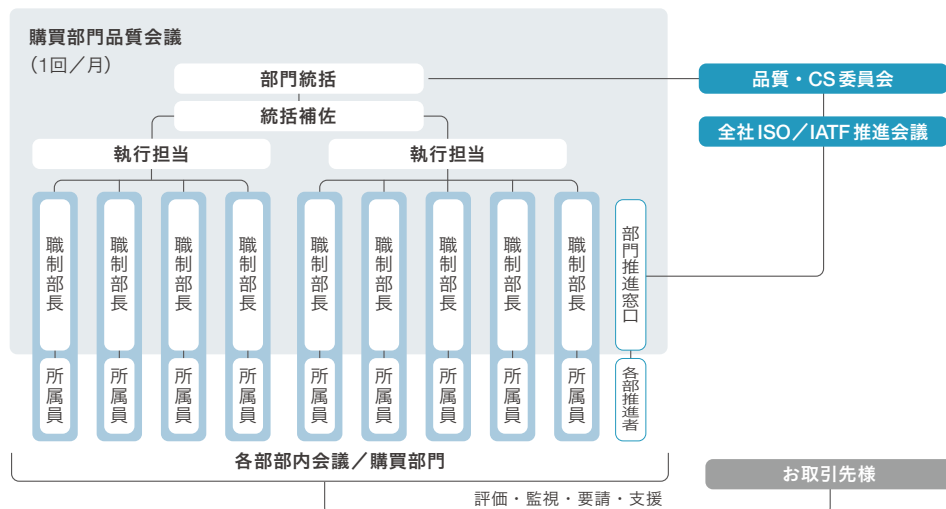 購買部門品質会議
(1回／月)
部門統括
統括補佐
執行担当
執行担当
品質・CS委員会
全社ISO／IATF推進会議
職制部長
職制部長
職制部長
職制部長
職制部長
職制部長
職制部長
職制部長
職制部長
部門推進窓口
所属員
所属員
所属員
所属員
所属員
所属員
所属員
所属員
所属員
各部推進者
各部部内会議／購買部門
お取引先様
評価・監視・要請・支援